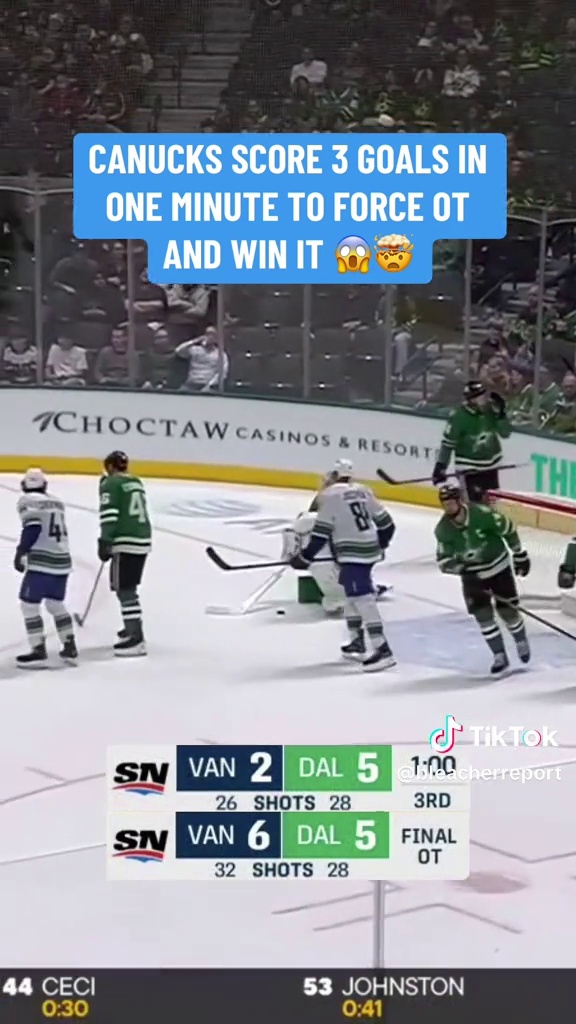 CANUCKS SCORE 3 GOALS IN
ONE MINUTE TO FORCE OT
AND WIN IT 😱🤯
CHOCTAW CASINOS & RESORT
TikTok
@bleacherreport
SN VAN 2 DAL 5 1:00
26 SHOTS 28 3RD
SN VAN 6 DAL 5 FINAL
OT
32 SHOTS 28
44 CECI 53 JOHNSTON
0:30 0:41